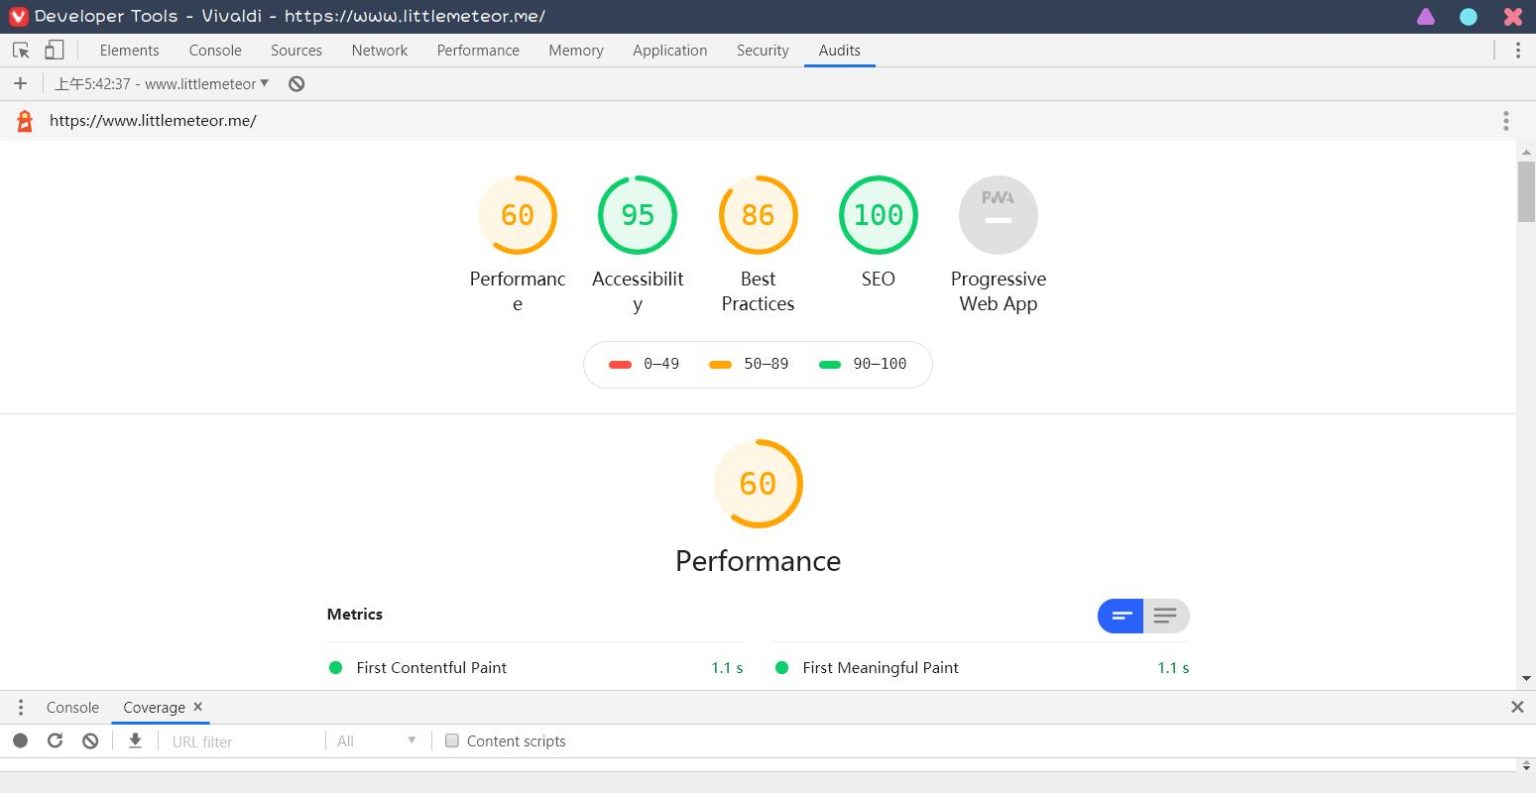 Developer Tools - Vivaldi - https://www.littlemeteor.me/
Elements Console Sources Network Performance Memory Application Security Audits
上午5:42:37 - www.littlemeteor
https://www.littlemeteor.me/
60 95 86 100 PWA
Performanc Accessibilit Best SEO Progressive
e y Practices Web App
0–49 50–89 90–100
60
Performance
Metrics
First Contentful Paint 1.1 s First Meaningful Paint 1.1 s
Console Coverage ×
URL filter All Content scripts